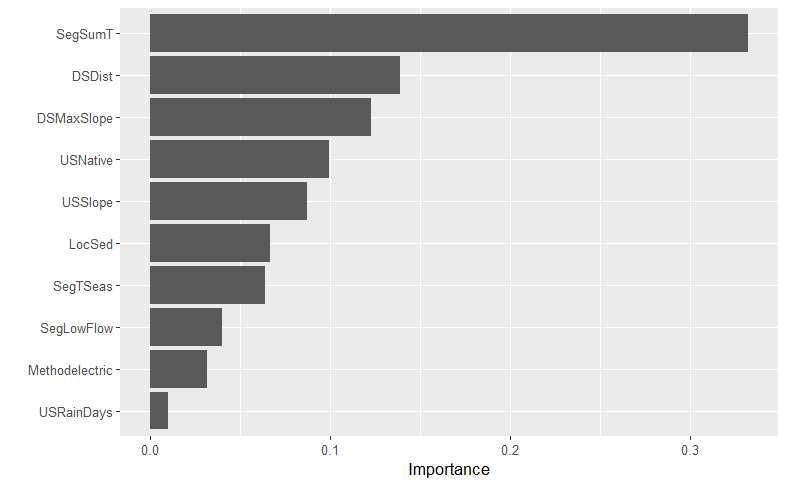 SegSumT
DSDist
DSMaxSlope
USNative
USSlope
LocSed
SegTSeas
SegLowFlow
Methodelectric
USRainDays
0.0 0.1 0.2 0.3
Importance